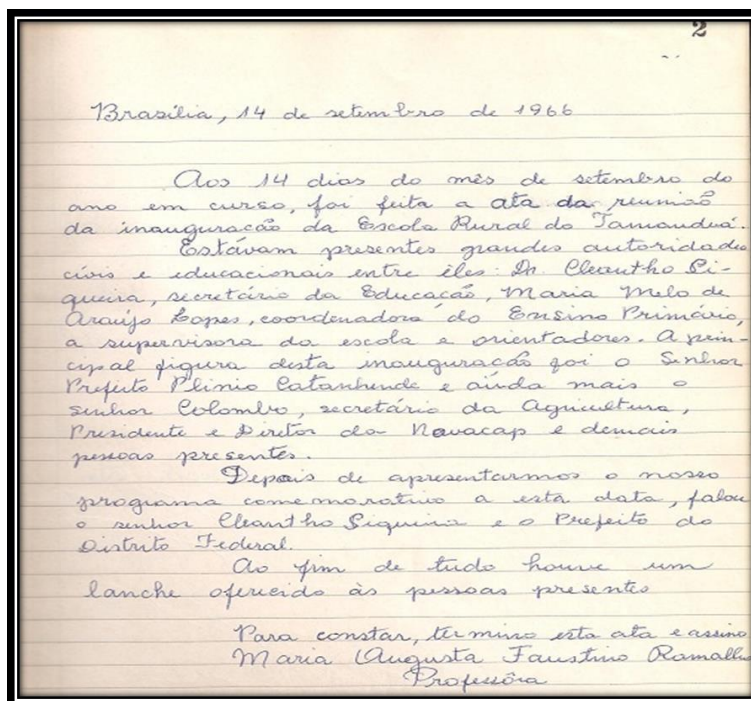 2
Brasília, 14 de setembro de 1966
Aos 14 dias do mês de setembro do
ano em curso, foi feita a ata da reunião
da inauguracão da Escola Rural do Tamanduá.
Estávam presentes grandes autoridades
cívis e educacionais entre êles: Dr. Cleantho Si-
queira, secretário da Educacão, Maria Melo de
Araújo Lopes, coordenadora do Ensino Primário,
a supervisora da escola e orientadores. A prin-
cipal figura desta inauguracão foi o Senhor
Prefeito Plínio Catanhende e ainda mais o
senhor Colombo, secretário da Agricultura,
Presidente e Diretor da Novacap e demais
pessoas presentes.
Depois de apresentarmos o nosso
programa comemorativo a esta data, falou
o senhor Cleantho Siqueira e o Prefeito do
Distrito Federal.
Ao fim de tudo houve um
lanche oferecido às pessoas presentes
Para constar, termino esta ata e assino
Maria Augusta Faustino Ramalho
Professôra